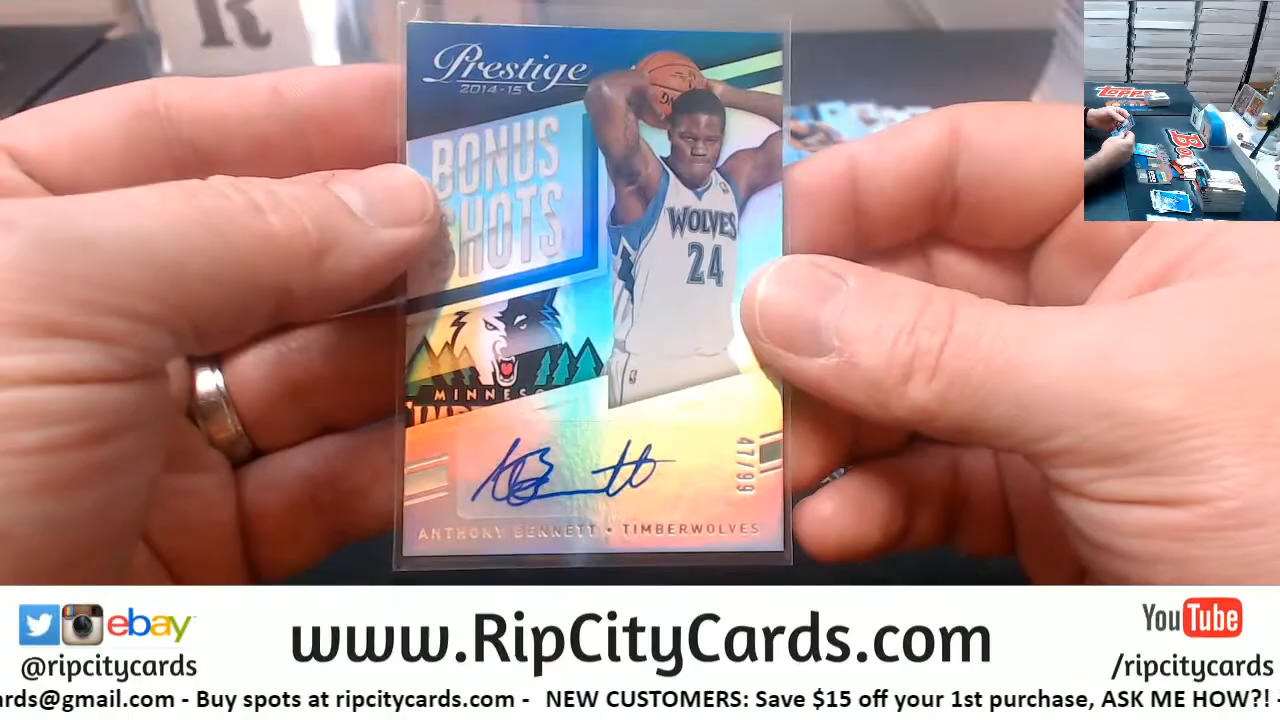 Prestige
2014-15
BONUS
SHOTS
WOLVES
24
47/99
ANTHONY BENNETT • TIMBERWOLVES
TOPPS
ebay
www.RipCityCards.com
YouTube
@ripcitycards
/ripcitycards
ards@gmail.com - Buy spots at ripcitycards.com - NEW CUSTOMERS: Save $15 off your 1st purchase, ASK ME HOW?! -